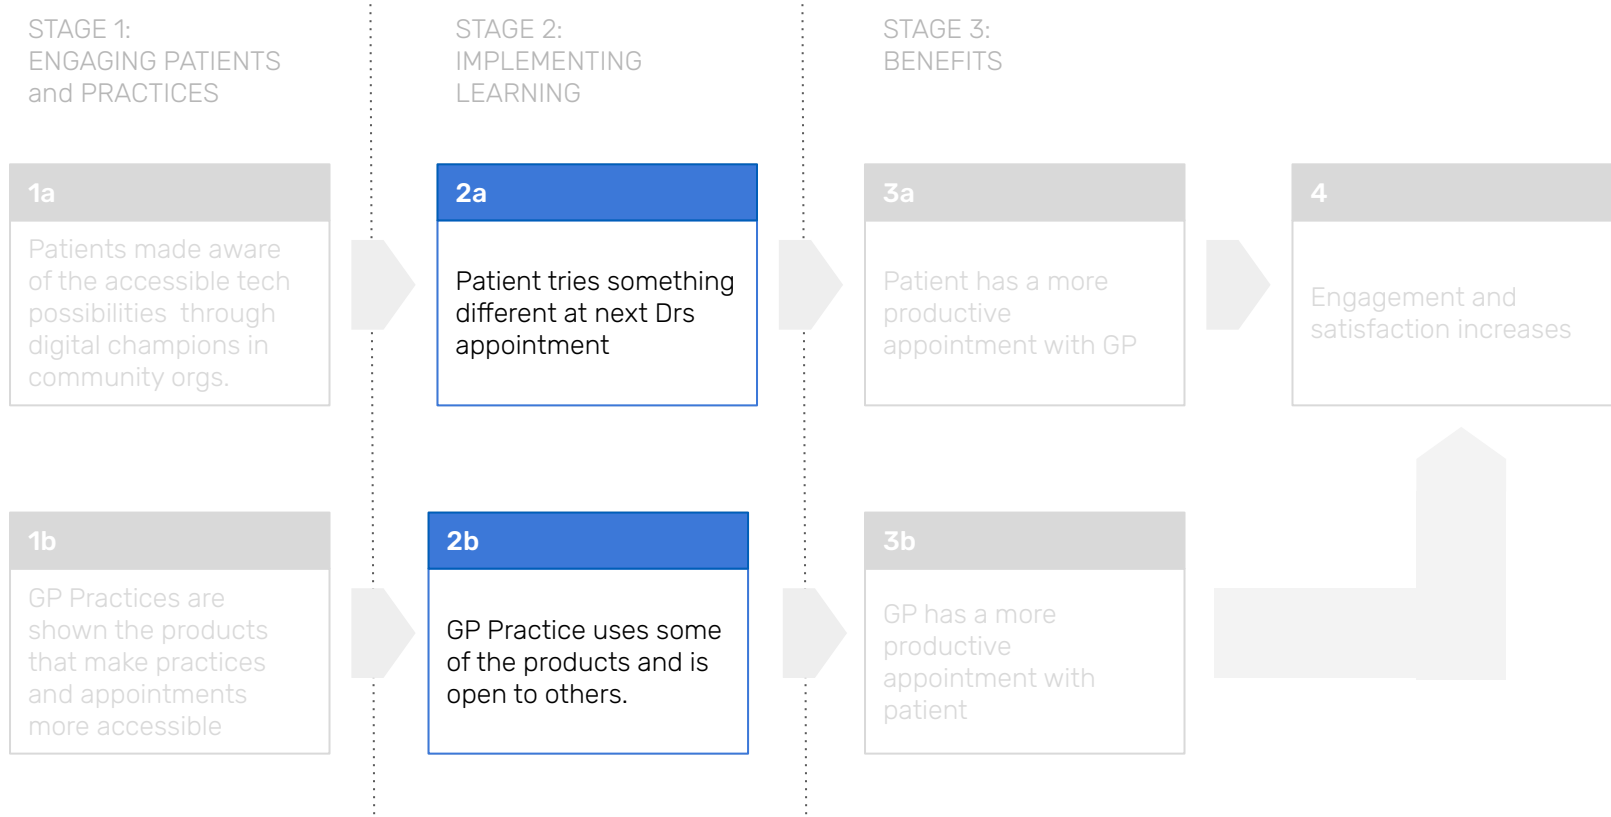 STAGE 1:
ENGAGING PATIENTS
and PRACTICES
STAGE 2:
IMPLEMENTING
LEARNING
STAGE 3:
BENEFITS
1a
Patients made aware
of the accessible tech
possibilities through
digital champions in
community orgs.
2a
Patient tries something
different at next Drs
appointment
3a
Patient has a more
productive
appointment with GP
4
Engagement and
satisfaction increases
1b
GP Practices are
shown the products
that make practices
and appointments
more accessible
2b
GP Practice uses some
of the products and is
open to others.
3b
GP has a more
productive
appointment with
patient